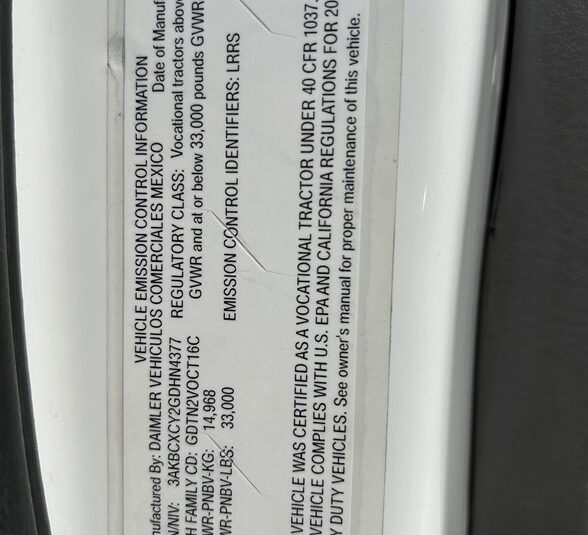 VEHICLE EMISSION CONTROL INFORMATION
By: DAIMLER VEHICULOS COMERCIALES MEXICO Date of
3AKBCXCY2GDHN4377 REGULATORY CLASS: Vocational tractors above
FAMILY CD: GDTN2VOCT16C GVWR and at or below 33,000 pounds GVWR
WR-PNBV-KG: 14,968
WR-PNBV-LBS: 33,000 EMISSION CONTROL IDENTIFIERS: LRRS
VEHICLE WAS CERTIFIED AS A VOCATIONAL TRACTOR UNDER 40 CFR 1037.
VEHICLE COMPLIES WITH U.S. EPA AND CALIFORNIA REGULATIONS FOR 20
DUTY VEHICLES. See owner's manual for proper maintenance of this vehicle.